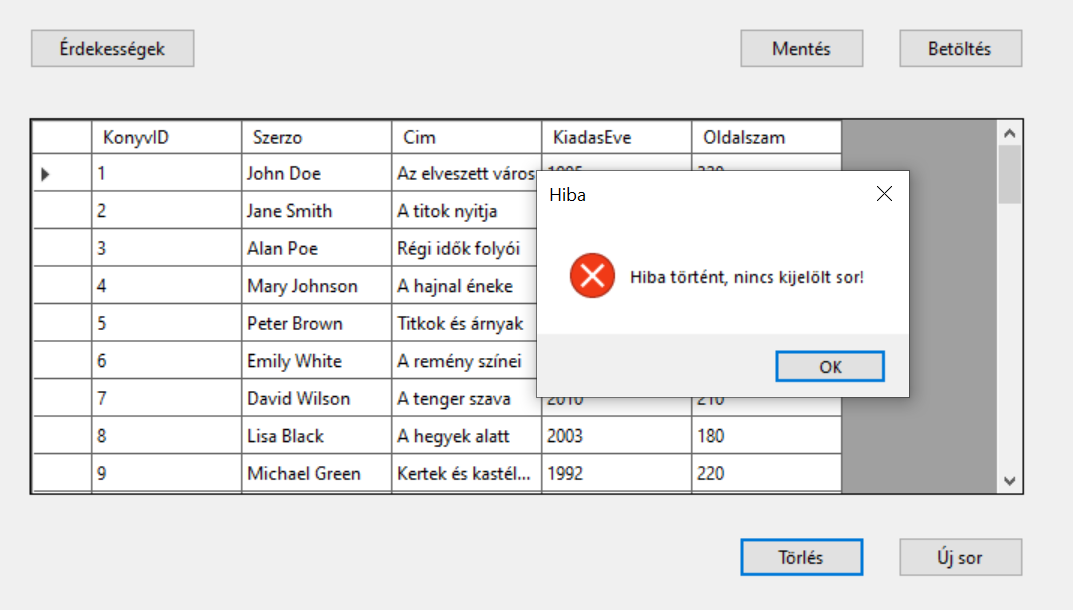 Érdekességek Mentés Betöltés
KonyvID Szerzo Cim KiadasEve Oldalszam
1 John Doe Az elveszett város
2 Jane Smith A titok nyitja
3 Alan Poe Régi idők folyói
4 Mary Johnson A hajnal éneke
5 Peter Brown Titkok és árnyak
6 Emily White A remény színei
7 David Wilson A tenger szava 2010 210
8 Lisa Black A hegyek alatt 2003 180
9 Michael Green Kertek és kastél... 1992 220
Hiba
Hiba történt, nincs kijelölt sor!
OK
Törlés Új sor